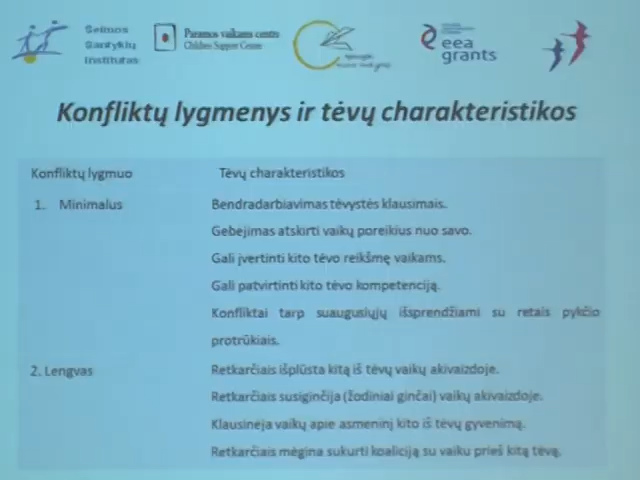 Šeimos
Santykių
Institutas
Paramos vaikams centras
Children Support Centre
eea
grants
Konfliktų lygmenys ir tėvų charakteristikos
Konfliktų lygmuo Tėvų charakteristikos
1. Minimalus Bendradarbiavimas tėvystės klausimais.
Gebėjimas atskirti vaikų poreikius nuo savo.
Gali įvertinti kito tėvo reikšmę vaikams.
Gali patvirtinti kito tėvo kompetenciją.
Konfliktai tarp suaugusiųjų išsprendžiami su retais pykčio
protrūkiais.
2. Lengvas Retkarčiais išplūsta kitą iš tėvų vaikų akivaizdoje.
Retkarčiais susiginčija (žodiniai ginčai) vaikų akivaizdoje.
Klausinėja vaikų apie asmeninį kito iš tėvų gyvenimą.
Retkarčiais mėgina sukurti koaliciją su vaiku prieš kitą tėvą.